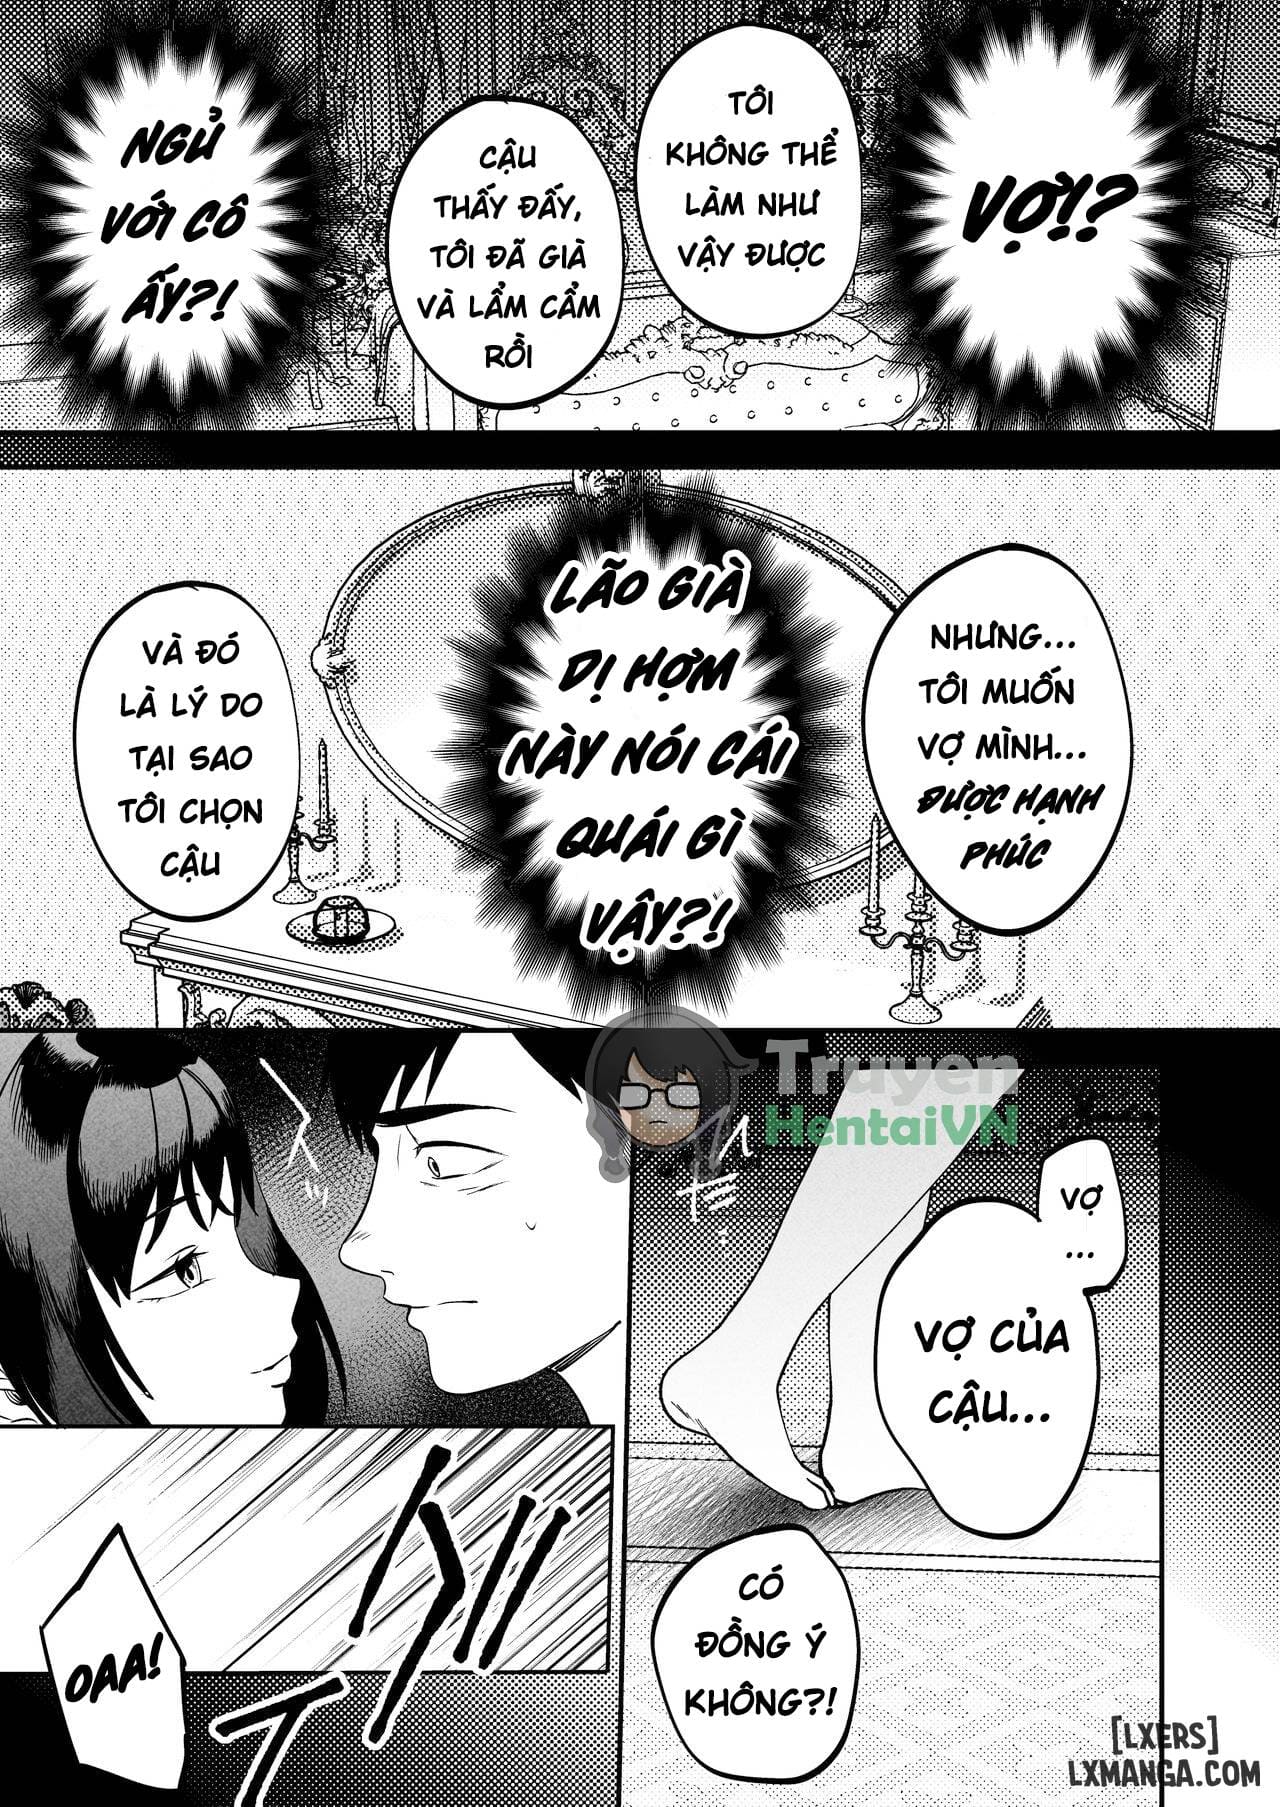 VỢ!?
TÔI
KHÔNG THỂ
LÀM NHƯ
VẬY ĐƯỢC
CẬU
THẤY ĐẤY,
TÔI ĐÃ GIÀ
VÀ LẨM CẨM
RỒI
NGỦ
VỚI CÔ
ẤY?!
NHƯNG...
TÔI MUỐN
VỢ MÌNH...
ĐƯỢC HẠNH
PHÚC
LÃO GIÀ
DỊ HỢM
NÀY NÓI CÁI
QUÁI GÌ
VẬY?!
VÀ ĐÓ
LÀ LÝ DO
TẠI SAO
TÔI CHỌN
CẬU
Truyen
HentaiVN
VỢ
...
VỢ CỦA
CẬU...
CÓ
ĐỒNG Ý
KHÔNG?!
OAA!
[LXERS]
LXMANGA.COM